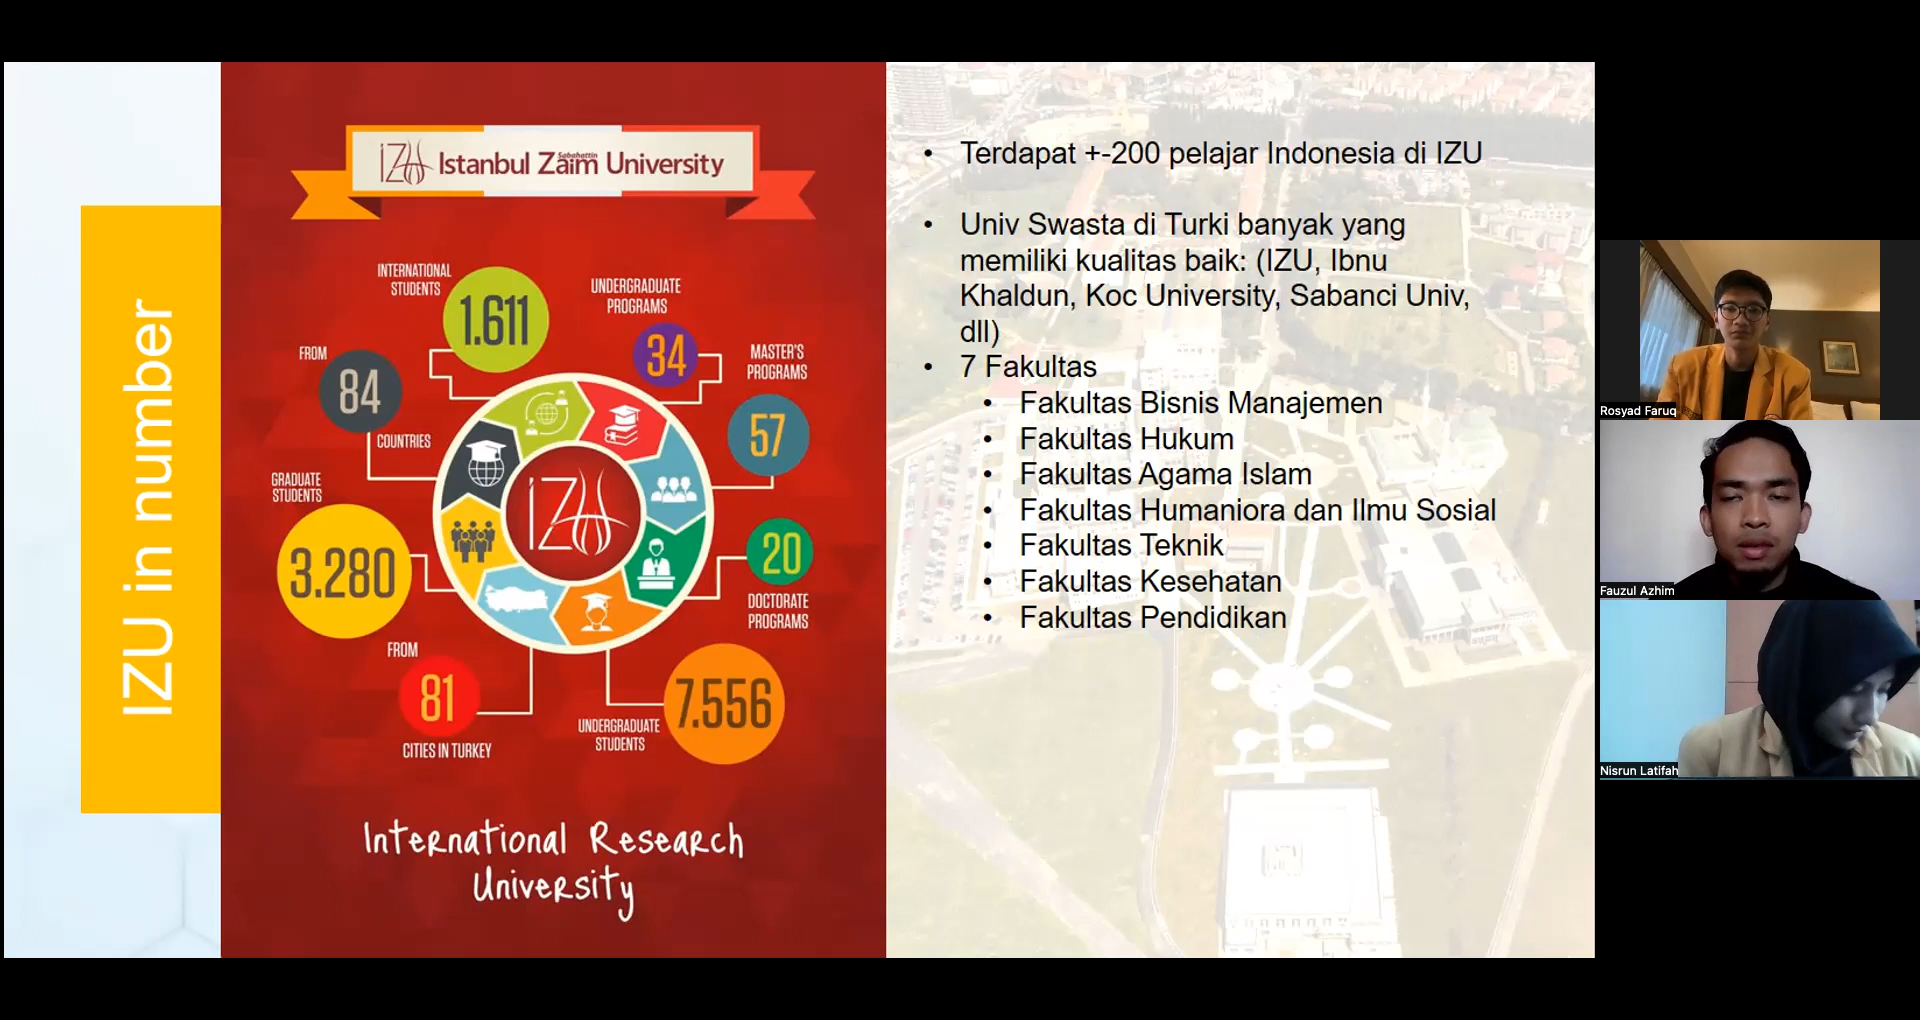 IZU in number
IZU Istanbul Sabahattin Zaim University
INTERNATIONAL
STUDENTS
1.611
UNDERGRADUATE
PROGRAMS
34
FROM
84
COUNTRIES
MASTER'S
PROGRAMS
57
GRADUATE
STUDENTS
3.280
IZU
20
DOCTORATE
PROGRAMS
FROM
81
CITIES IN TURKEY
UNDERGRADUATE
STUDENTS
7.556
International Research
University
• Terdapat +-200 pelajar Indonesia di IZU
• Univ Swasta di Turki banyak yang
memiliki kualitas baik: (IZU, Ibnu
Khaldun, Koc University, Sabanci Univ,
dll)
• 7 Fakultas
• Fakultas Bisnis Manajemen
• Fakultas Hukum
• Fakultas Agama Islam
• Fakultas Humaniora dan Ilmu Sosial
• Fakultas Teknik
• Fakultas Kesehatan
• Fakultas Pendidikan
Rosyad Faruq
Fauzul Azhim
Nisrun Latifah